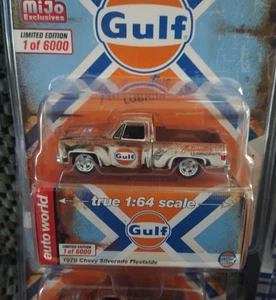 miJo
Exclusives
Gulf
LIMITED EDITION
1 of 6000
Gulf
auto world
true 1:64 scale
LIMITED EDITION
1 of 6000
Gulf
1978 Chevy Silverado Fleetside